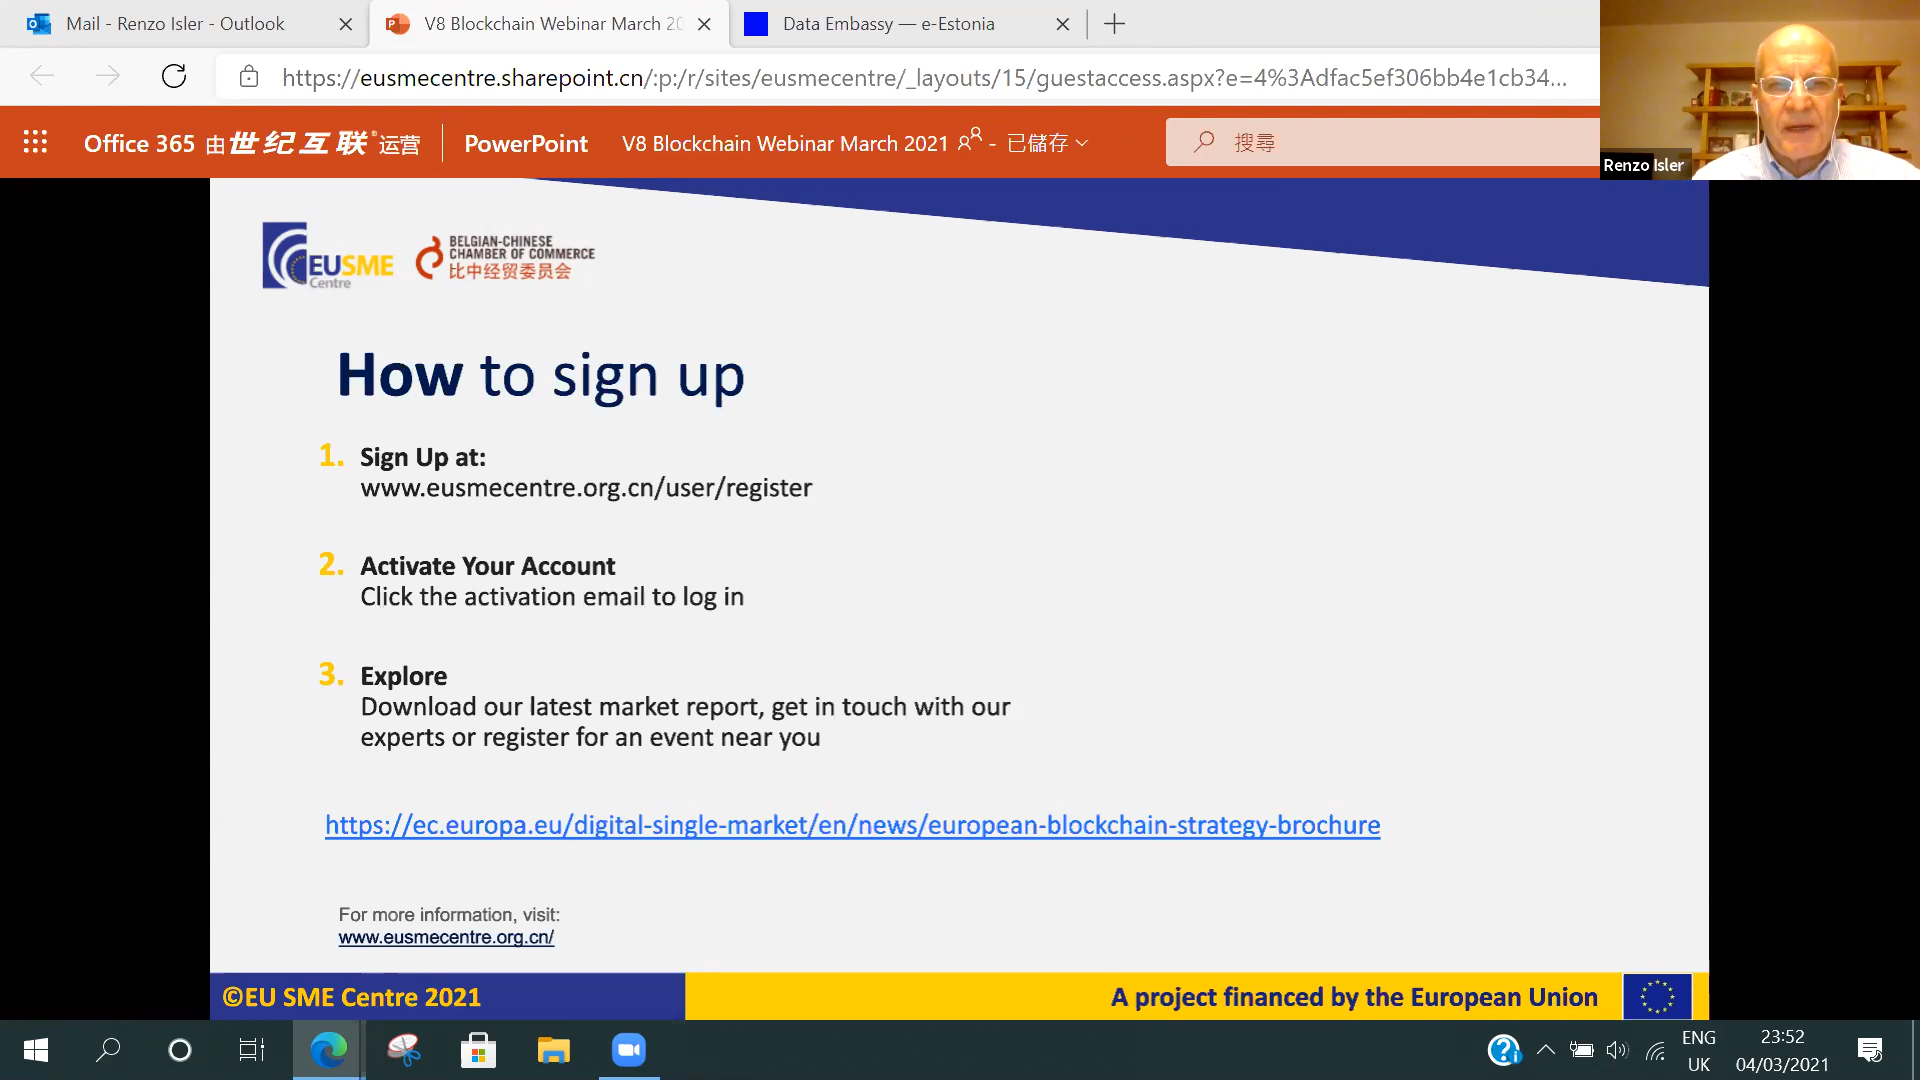 Mail - Renzo Isler - Outlook
V8 Blockchain Webinar March 20
Data Embassy — e-Estonia
https://eusmecentre.sharepoint.cn/:p:/r/sites/eusmecentre/_layouts/15/guestaccess.aspx?e=4%3Adfac5ef306bb4e1cb34...
Office 365 由世纪互联运营
PowerPoint
V8 Blockchain Webinar March 2021 - 已儲存
搜尋
Renzo Isler
EUSME
Centre
BELGIAN-CHINESE
CHAMBER OF COMMERCE
比中经贸委员会
How to sign up
1. Sign Up at:
www.eusmecentre.org.cn/user/register
2. Activate Your Account
Click the activation email to log in
3. Explore
Download our latest market report, get in touch with our
experts or register for an event near you
https://ec.europa.eu/digital-single-market/en/news/european-blockchain-strategy-brochure
For more information, visit:
www.eusmecentre.org.cn/
©EU SME Centre 2021
A project financed by the European Union
ENG
UK
23:52
04/03/2021